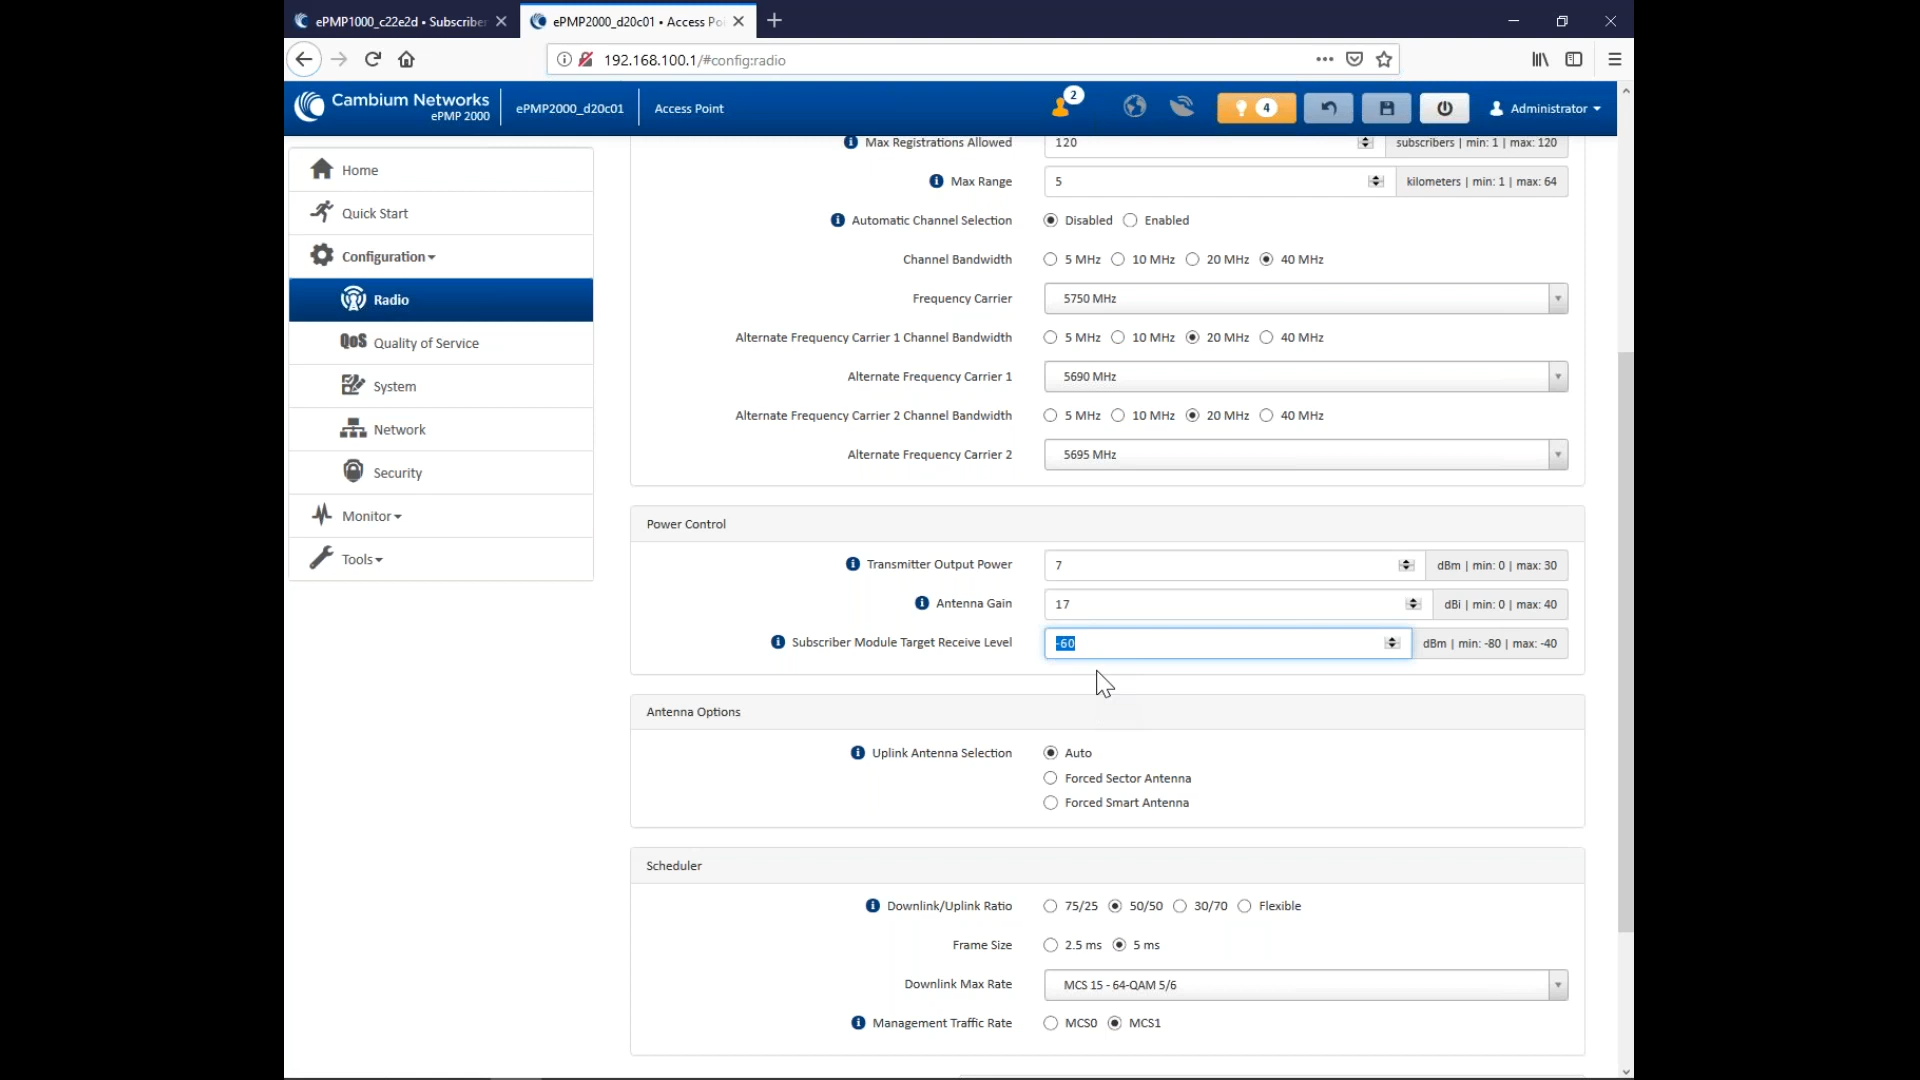 ePMP1000_c22e2d • Subscriber
ePMP2000_d20c01 • Access Poi
192.168.100.1/#config:radio
Cambium Networks
ePMP 2000
ePMP2000_d20c01
Access Point
2
4
Administrator
Home
Quick Start
Configuration
Radio
QoS Quality of Service
System
Network
Security
Monitor
Tools
Max Registrations Allowed 120 subscribers | min: 1 | max: 120
Max Range 5 kilometers | min: 1 | max: 64
Automatic Channel Selection Disabled Enabled
Channel Bandwidth 5 MHz 10 MHz 20 MHz 40 MHz
Frequency Carrier 5750 MHz
Alternate Frequency Carrier 1 Channel Bandwidth 5 MHz 10 MHz 20 MHz 40 MHz
Alternate Frequency Carrier 1 5690 MHz
Alternate Frequency Carrier 2 Channel Bandwidth 5 MHz 10 MHz 20 MHz 40 MHz
Alternate Frequency Carrier 2 5695 MHz
Power Control
Transmitter Output Power 7 dBm | min: 0 | max: 30
Antenna Gain 17 dBi | min: 0 | max: 40
Subscriber Module Target Receive Level -60 dBm | min: -80 | max: -40
Antenna Options
Uplink Antenna Selection Auto
Forced Sector Antenna
Forced Smart Antenna
Scheduler
Downlink/Uplink Ratio 75/25 50/50 30/70 Flexible
Frame Size 2.5 ms 5 ms
Downlink Max Rate MCS 15 - 64-QAM 5/6
Management Traffic Rate MCS0 MCS1